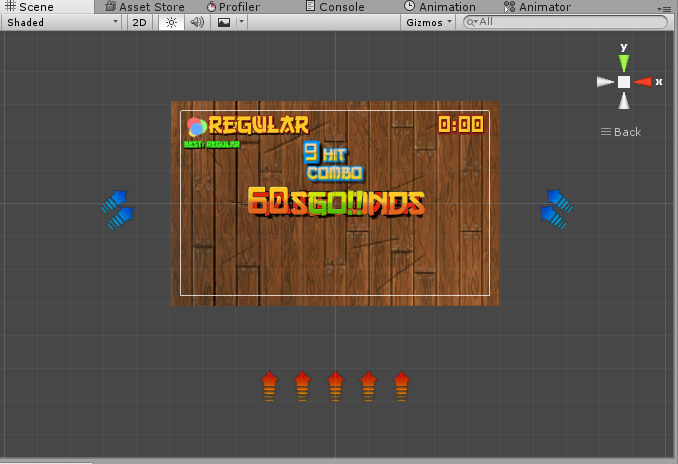 Scene Asset Store Profiler Console Animation Animator
Shaded 2D Gizmos All
y
x
Back
REGULAR 0:00
BEST: REGULAR
9 HIT
COMBO
GO!!